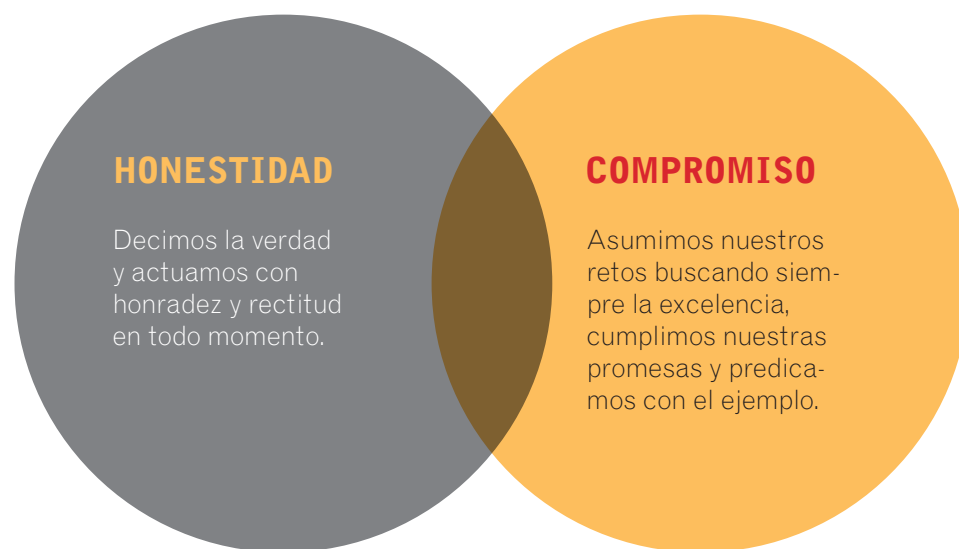 HONESTIDAD
Decimos la verdad
y actuamos con
honradez y rectitud
en todo momento.
COMPROMISO
Asumimos nuestros
retos buscando siem-
pre la excelencia,
cumplimos nuestras
promesas y predica-
mos con el ejemplo.